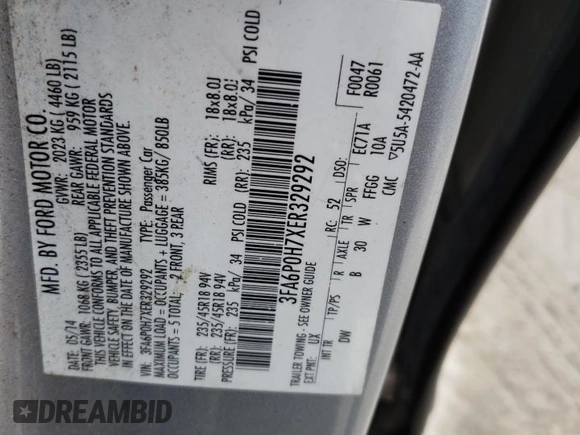 MFD. BY FORD MOTOR CO.
DATE: 05/14 GVWR: 2023 KG ( 4460 LB)
FRONT GAWR: 1068 KG ( 2355 LB) REAR GAWR: 959 KG ( 2115 LB)
THIS VEHICLE CONFORMS TO ALL APPLICABLE FEDERAL MOTOR
VEHICLE SAFETY, BUMPER, AND THEFT PREVENTION STANDARDS
IN EFFECT ON THE DATE OF MANUFACTURE SHOWN ABOVE.
VIN: 3FA6P0H7XER329292 TYPE: Passenger Car
MAXIMUM LOAD = OCCUPANTS + LUGGAGE = 385KG/ 850LB
OCCUPANTS = 5 TOTAL, 2 FRONT, 3 REAR
TIRE (FR): 235/45R18 94V RIMS (FR): 18x8.0J
TIRE (RR): 235/45R18 94V (RR): 18x8.0J
COLD PRESSURE (FR): 235 kPa/ 34 PSI COLD (RR): 235 kPa/ 34 PSI COLD
3FA6P0H7XER329292
TRAILER TOWING - SEE OWNER GUIDE
F0047
R0061
EXT PNT: UX RC: 52 DSO: EC71A
TP/PS R AXLE TR SPR 10A
DW B 30 W FFGG CMC ▽5U5A-5420472-AA
DREAMBID